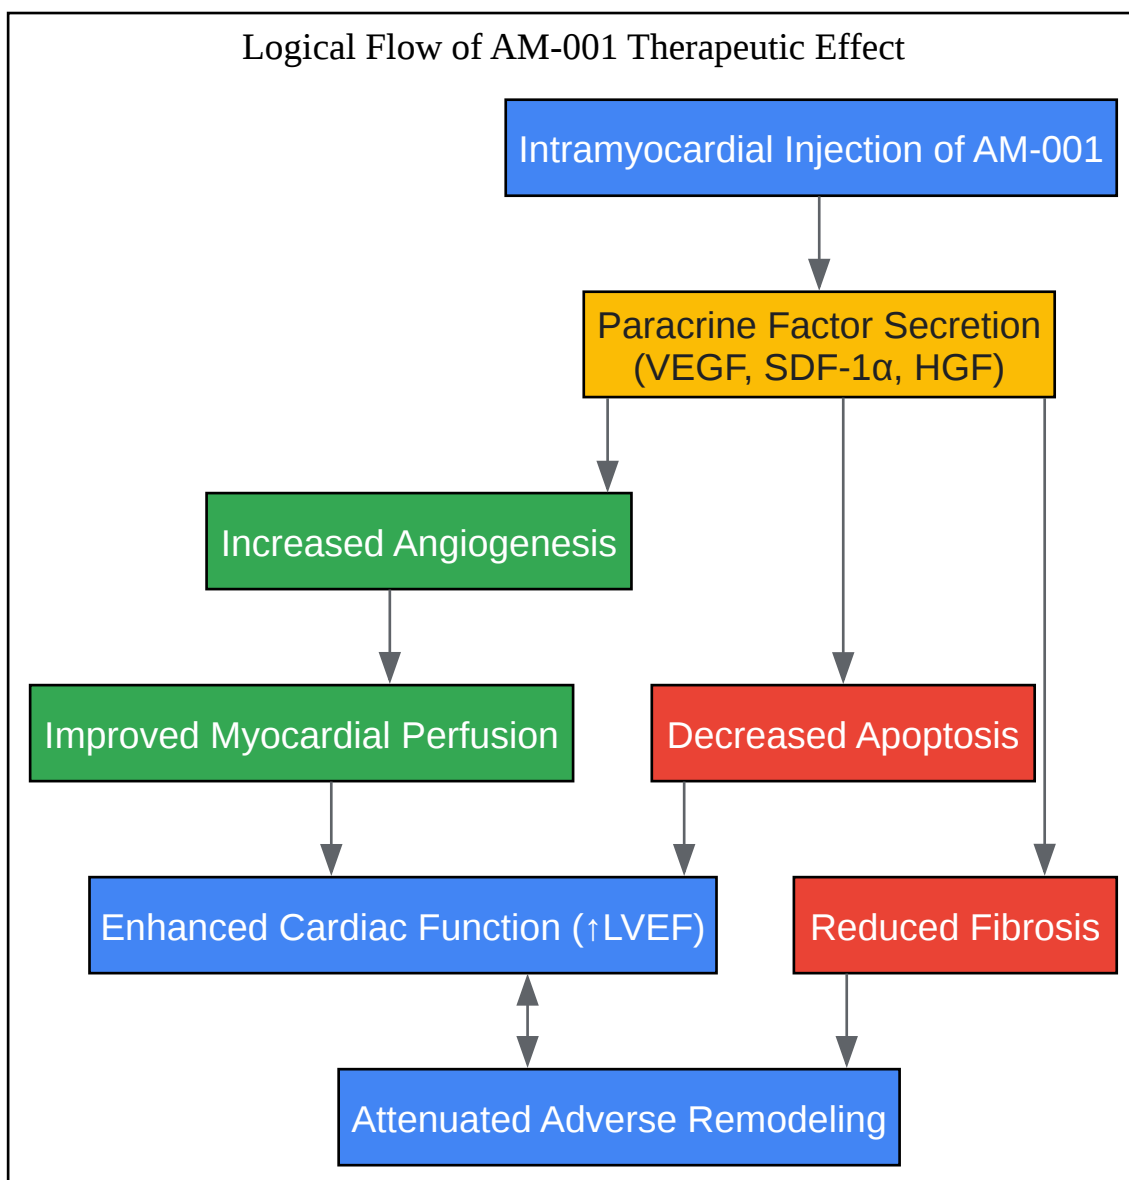 Logical Flow of AM-001 Therapeutic Effect
Intramyocardial Injection of AM-001
Paracrine Factor Secretion
(VEGF, SDF-1α, HGF)
Increased Angiogenesis
Improved Myocardial Perfusion
Decreased Apoptosis
Enhanced Cardiac Function (↑LVEF)
Reduced Fibrosis
Attenuated Adverse Remodeling